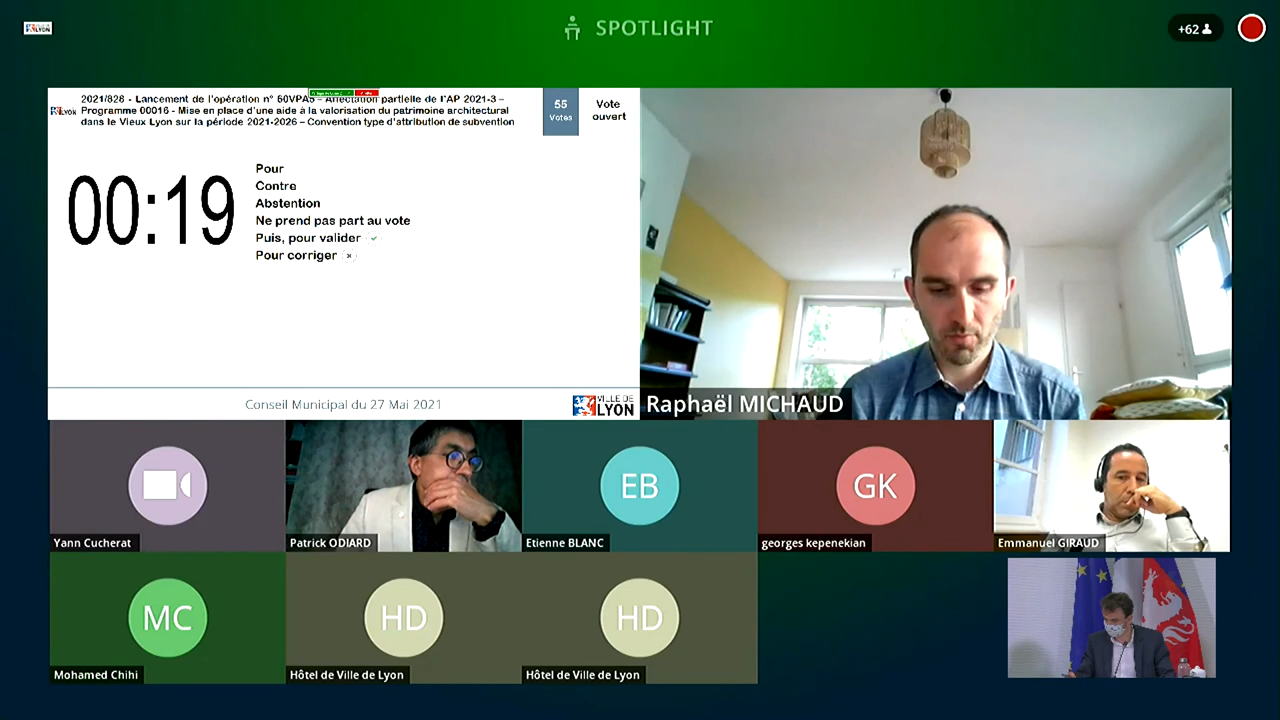 SPOTLIGHT
+62
2021/828 - Lancement de l'opération n° 60VPA5 - Affectation partielle de l'AP 2021-3 –
Programme 00016 - Mise en place d'une aide à la valorisation du patrimoine architectural
dans le Vieux Lyon sur la période 2021-2026 – Convention type d'attribution de subvention
55
Votes
Vote
ouvert
00:19
Pour
Contre
Abstention
Ne prend pas part au vote
Puis, pour valider
Pour corriger
Conseil Municipal du 27 Mai 2021
VILLE DE
LYON
Raphaël MICHAUD
Yann Cucherat
Patrick ODIARD
EB
Etienne BLANC
GK
georges kepenekian
Emmanuel GIRAUD
MC
Mohamed Chihi
HD
Hôtel de Ville de Lyon
HD
Hôtel de Ville de Lyon